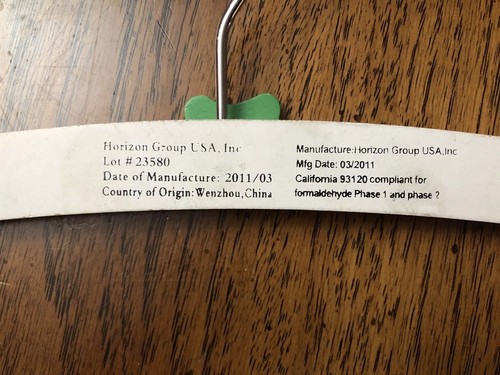 Horizon Group USA, Inc
Lot # 23580
Date of Manufacture: 2011/03
Country of Origin:Wenzhou,China
Manufacture:Horizon Group USA,Inc
Mfg Date: 03/2011
California 93120 compliant for
formaldehyde Phase 1 and phase 2